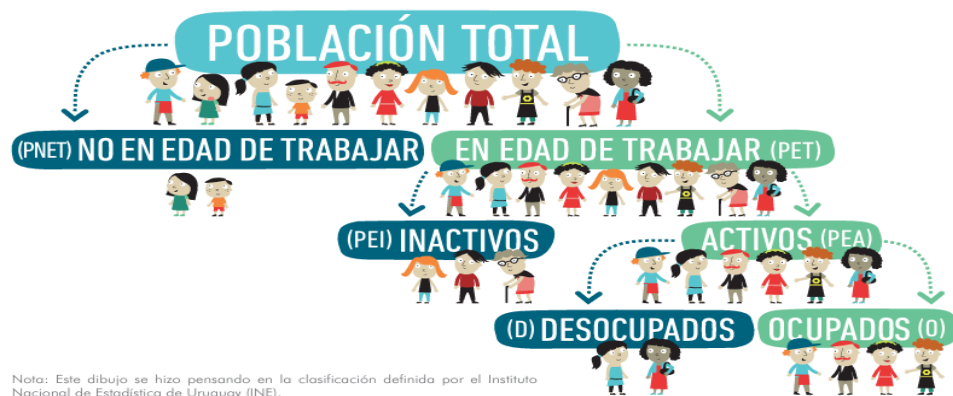 POBLACIÓN TOTAL
(PNET) NO EN EDAD DE TRABAJAR
EN EDAD DE TRABAJAR (PET)
(PEI) INACTIVOS
ACTIVOS (PEA)
(D) DESOCUPADOS
OCUPADOS (O)
Nota: Este dibujo se hizo pensando en la clasificación definida por el Instituto
Nacional de Estadística de Uruguay (INE).